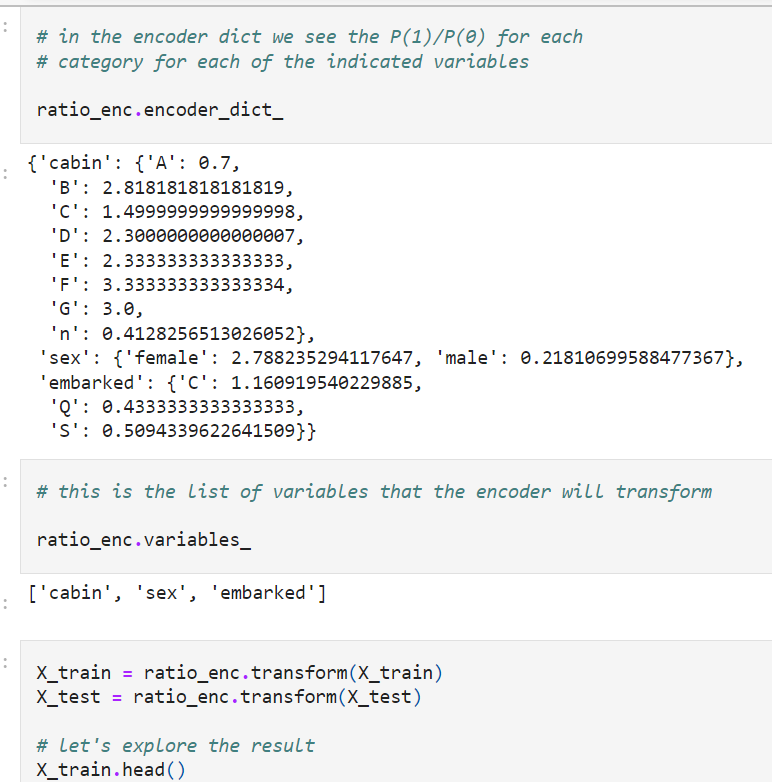 # in the encoder dict we see the P(1)/P(0) for each
# category for each of the indicated variables
ratio_enc.encoder_dict_
{'cabin': {'A': 0.7,
'B': 2.818181818181819,
'C': 1.4999999999999998,
'D': 2.3000000000000007,
'E': 2.333333333333333,
'F': 3.333333333333334,
'G': 3.0,
'n': 0.4128256513026052},
'sex': {'female': 2.788235294117647, 'male': 0.21810699588477367},
'embarked': {'C': 1.160919540229885,
'Q': 0.4333333333333333,
'S': 0.5094339622641509}}
# this is the list of variables that the encoder will transform
ratio_enc.variables_
['cabin', 'sex', 'embarked']
X_train = ratio_enc.transform(X_train)
X_test = ratio_enc.transform(X_test)
# let's explore the result
X_train.head()